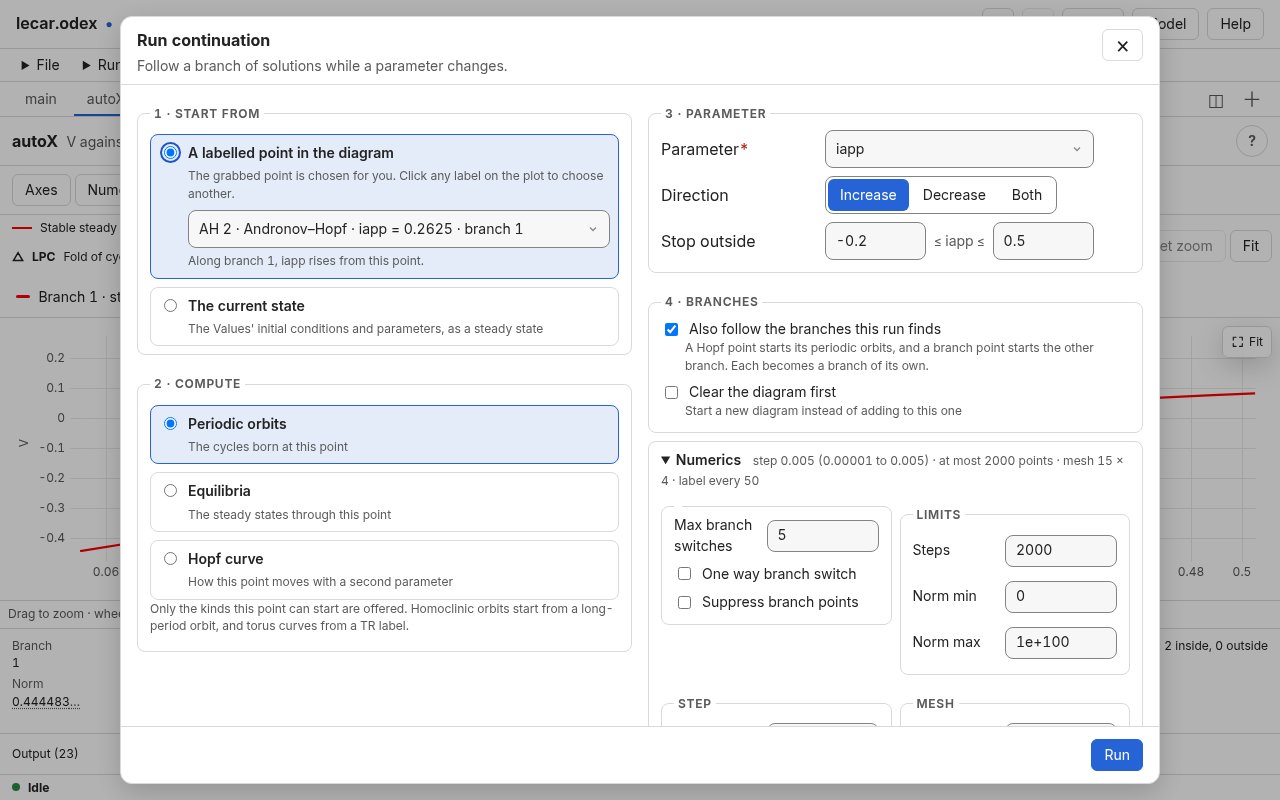 lecar.odex
odel
Help
File
Run
main
autoX
autoX V agains
?
Axes
Nume
Stable steady
LPC Fold of cy
et zoom
Fit
Branch 1 · st
Fit
0.2
0.1
0
-0.1
-0.2
-0.3
-0.4
V
0.06
0.48
0.5
Drag to zoom · whee
Branch
1
Norm
0.444483...
2 inside, 0 outside
Output (23)
Idle
Run continuation
Follow a branch of solutions while a parameter changes.
1 · START FROM
A labelled point in the diagram
The grabbed point is chosen for you. Click any label on the plot to choose
another.
AH 2 · Andronov–Hopf · iapp = 0.2625 · branch 1
Along branch 1, iapp rises from this point.
The current state
The Values' initial conditions and parameters, as a steady state
2 · COMPUTE
Periodic orbits
The cycles born at this point
Equilibria
The steady states through this point
Hopf curve
How this point moves with a second parameter
Only the kinds this point can start are offered. Homoclinic orbits start from a long-
period orbit, and torus curves from a TR label.
3 · PARAMETER
Parameter* iapp
Direction Increase Decrease Both
Stop outside -0.2 ≤ iapp ≤ 0.5
4 · BRANCHES
Also follow the branches this run finds
A Hopf point starts its periodic orbits, and a branch point starts the other
branch. Each becomes a branch of its own.
Clear the diagram first
Start a new diagram instead of adding to this one
Numerics step 0.005 (0.00001 to 0.005) · at most 2000 points · mesh 15 ×
4 · label every 50
Max branch
switches 5
One way branch switch
Suppress branch points
LIMITS
Steps 2000
Norm min 0
Norm max 1e+100
STEP
MESH
Run